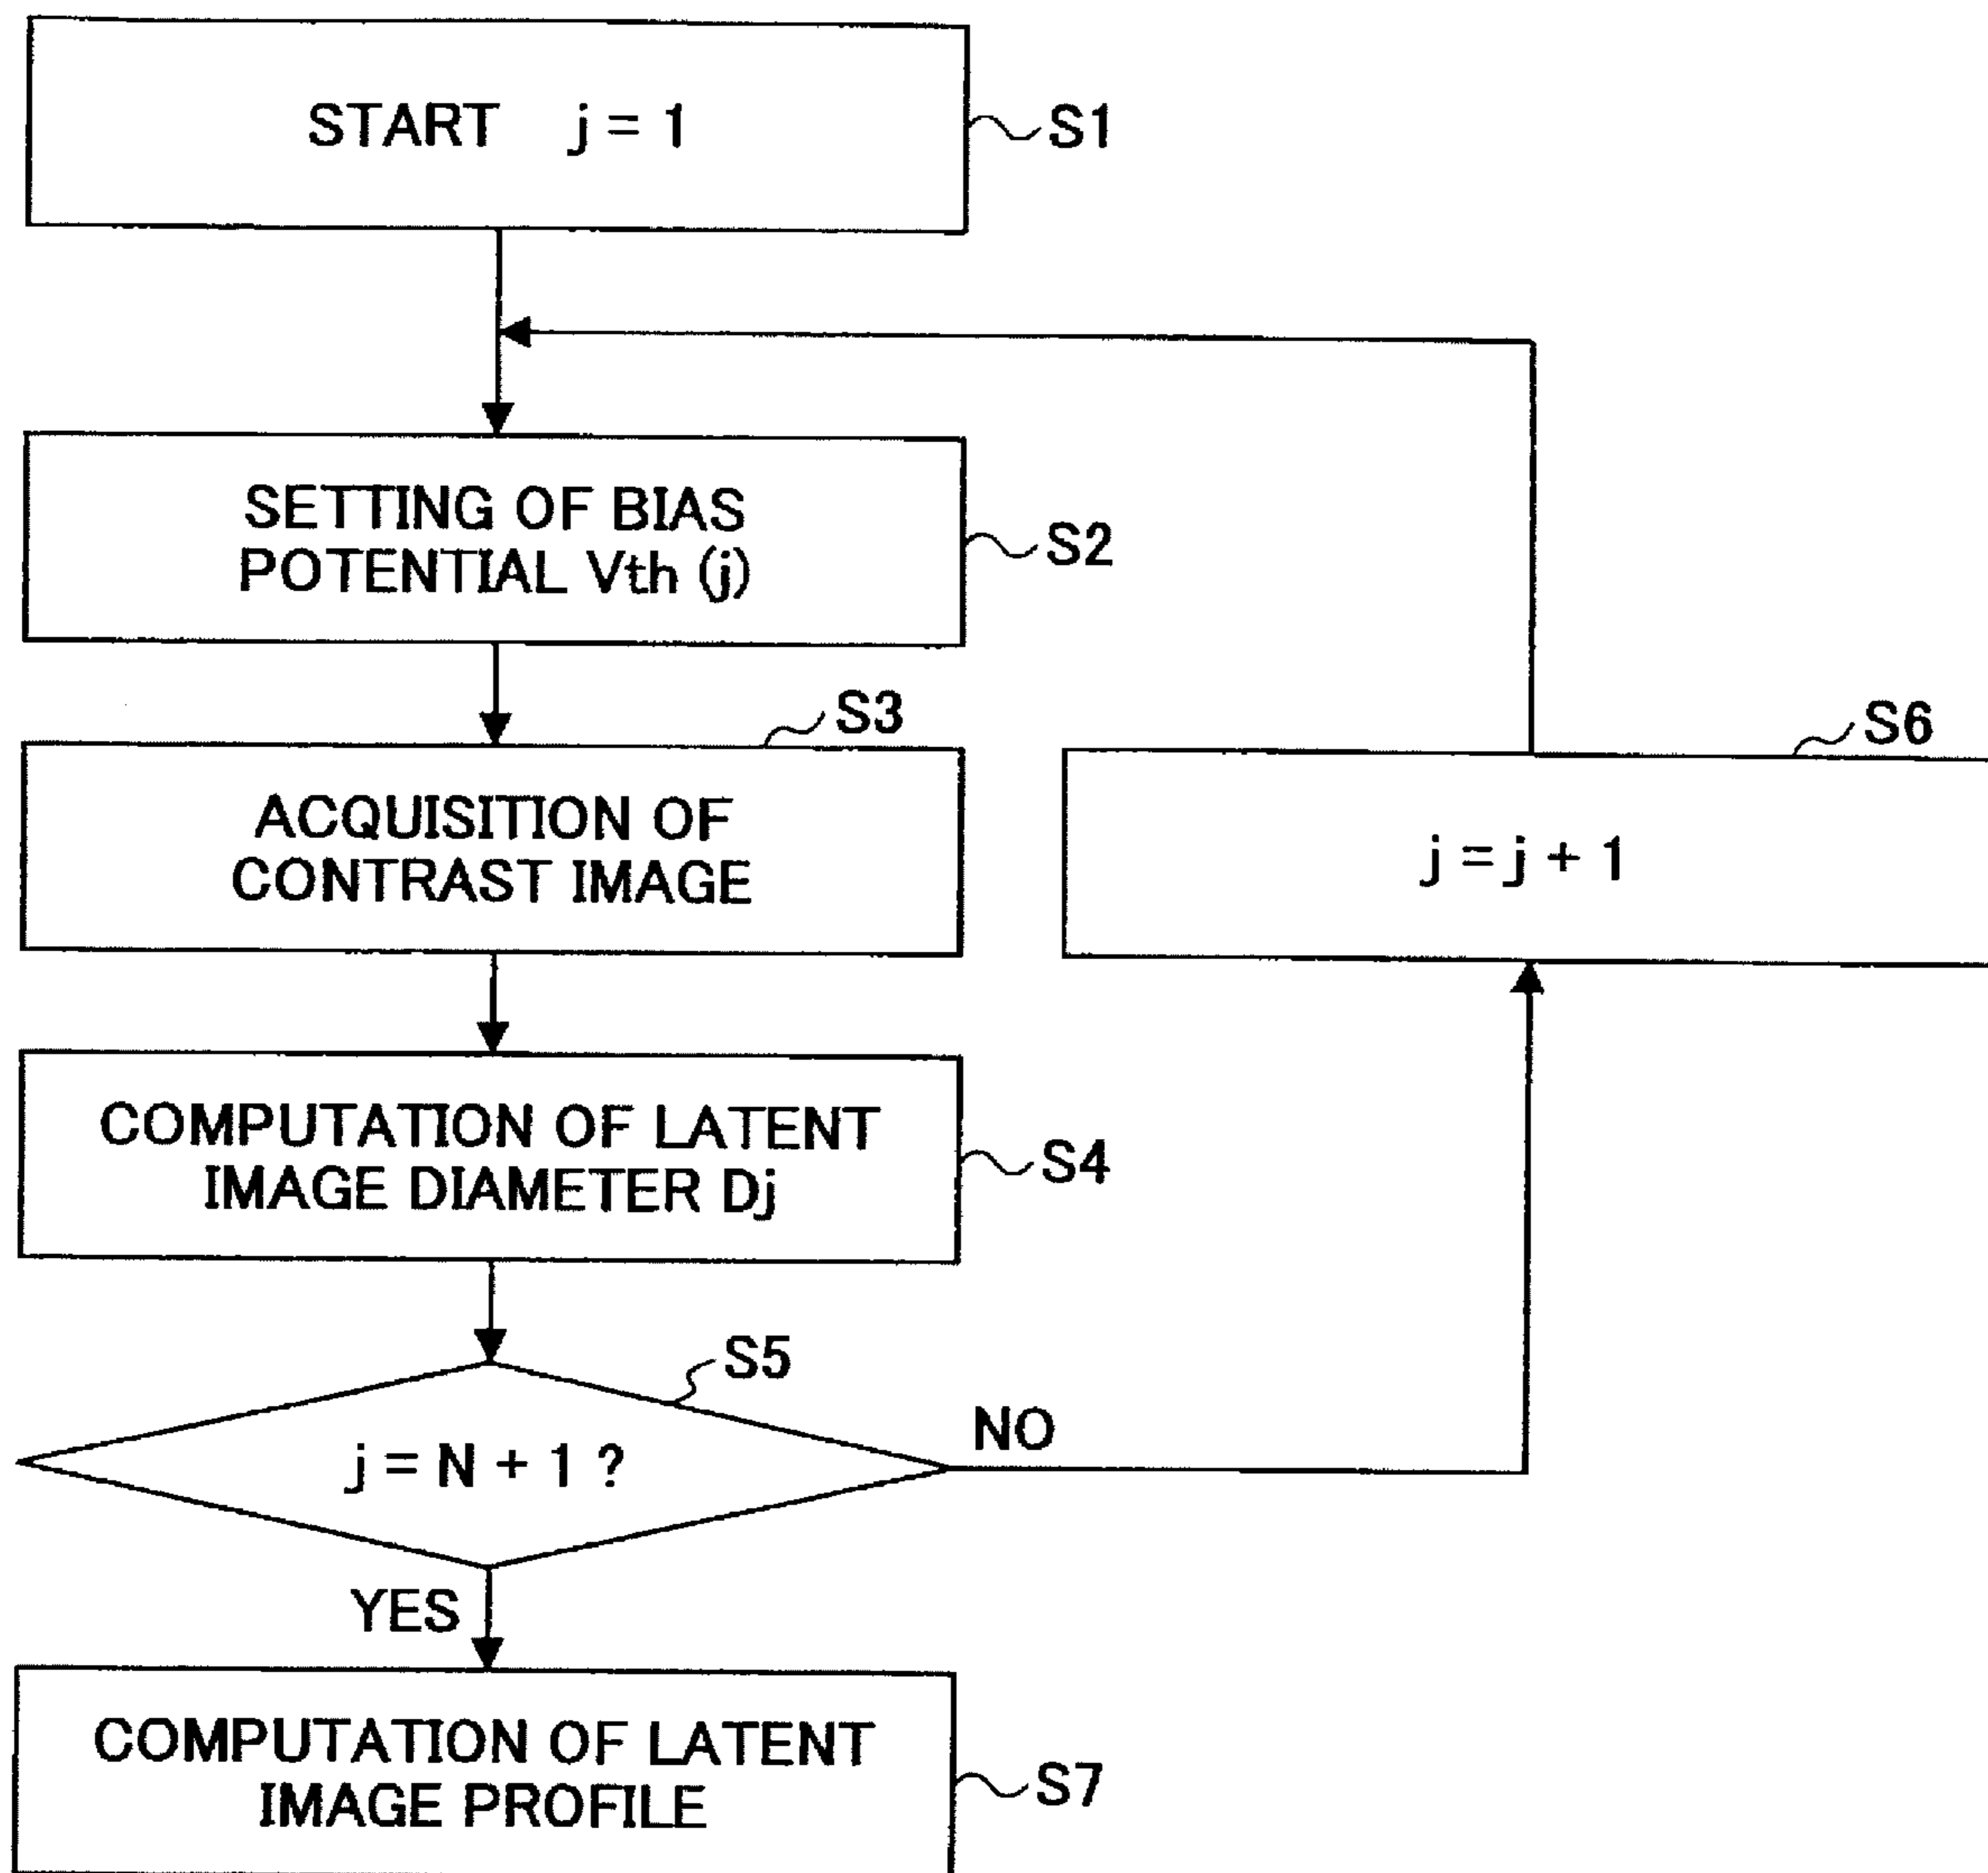 START j = 1
S1
SETTING OF BIAS
POTENTIAL Vth (j)
S2
S3
ACQUISITION OF
CONTRAST IMAGE
S6
j = j + 1
COMPUTATION OF LATENT
IMAGE DIAMETER Dj
S4
S5
j = N + 1 ?
NO
YES
COMPUTATION OF LATENT
IMAGE PROFILE
S7